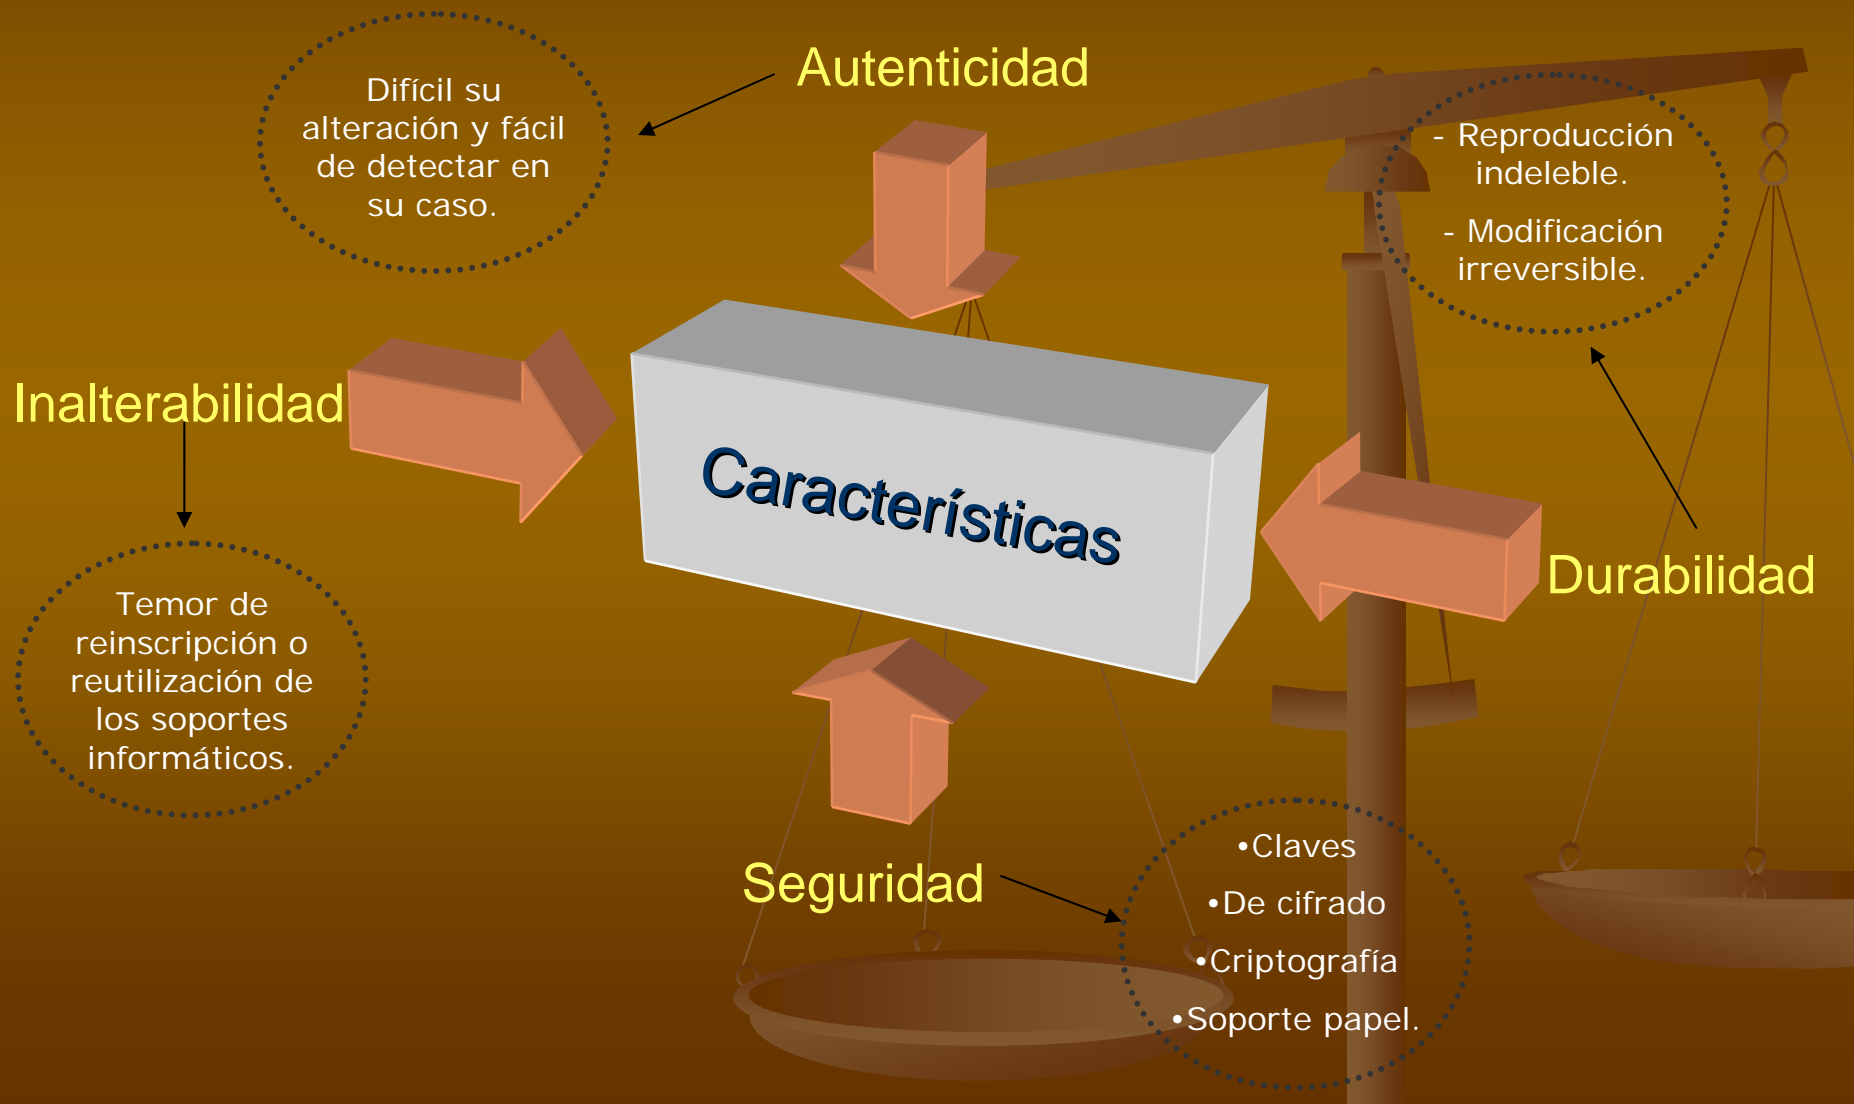 Autenticidad
Difícil su
alteración y fácil
de detectar en
su caso.
- Reproducción
indeleble.
- Modificación
irreversible.
Inalterabilidad
Características
Durabilidad
Temor de
reinscripción o
reutilización de
los soportes
informáticos.
Seguridad
•Claves
•De cifrado
•Criptografía
•Soporte papel.